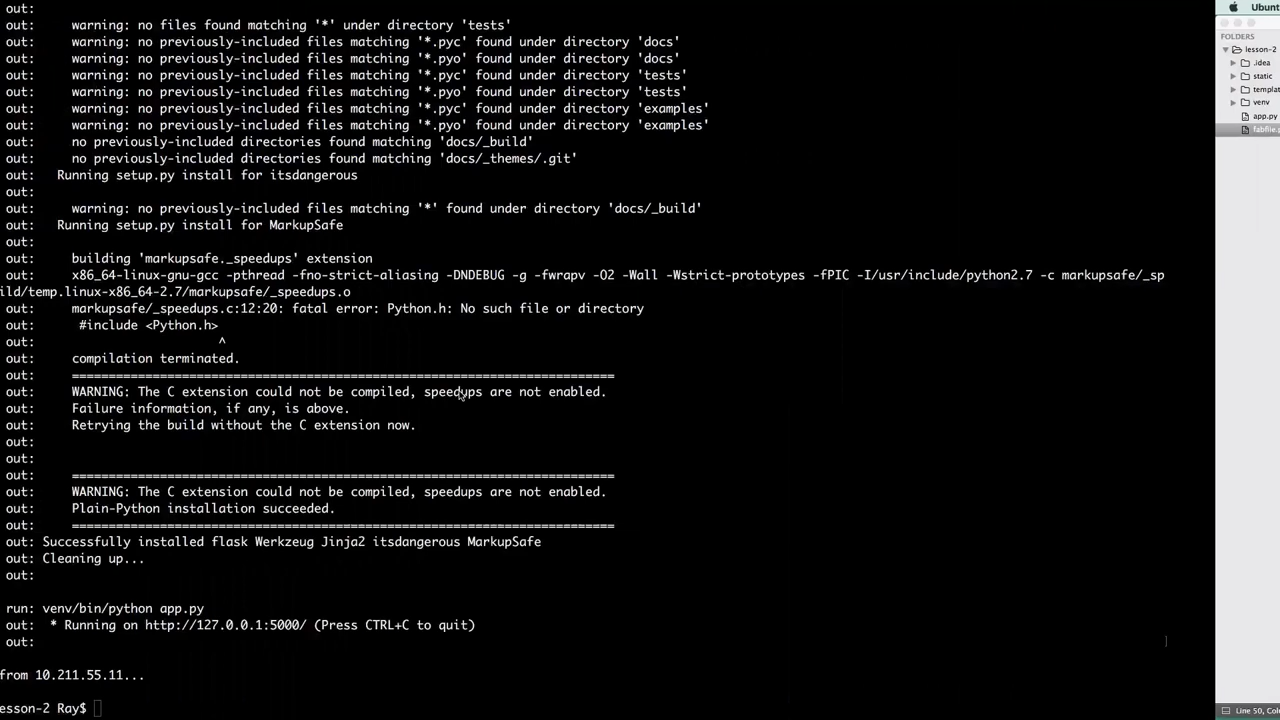 out:
out:     warning: no files found matching '*' under directory 'tests'
out:     warning: no previously-included files matching '*.pyc' found under directory 'docs'
out:     warning: no previously-included files matching '*.pyo' found under directory 'docs'
out:     warning: no previously-included files matching '*.pyc' found under directory 'tests'
out:     warning: no previously-included files matching '*.pyo' found under directory 'tests'
out:     warning: no previously-included files matching '*.pyc' found under directory 'examples'
out:     warning: no previously-included files matching '*.pyo' found under directory 'examples'
out:     no previously-included directories found matching 'docs/_build'
out:     no previously-included directories found matching 'docs/_themes/.git'
out:   Running setup.py install for itsdangerous
out:
out:     warning: no previously-included files matching '*' found under directory 'docs/_build'
out:   Running setup.py install for MarkupSafe
out:
out:     building 'markupsafe._speedups' extension
out:     x86_64-linux-gnu-gcc -pthread -fno-strict-aliasing -DNDEBUG -g -fwrapv -O2 -Wall -Wstrict-prototypes -fPIC -I/usr/include/python2.7 -c markupsafe/_sp
ild/temp.linux-x86_64-2.7/markupsafe/_speedups.o
out:     markupsafe/_speedups.c:12:20: fatal error: Python.h: No such file or directory
out:      #include <Python.h>
out:                         ^
out:     compilation terminated.
out:     ==========================================================================
out:     WARNING: The C extension could not be compiled, speedups are not enabled.
out:     Failure information, if any, is above.
out:     Retrying the build without the C extension now.
out:
out:
out:     ==========================================================================
out:     WARNING: The C extension could not be compiled, speedups are not enabled.
out:     Plain-Python installation succeeded.
out:     ==========================================================================
out: Successfully installed flask Werkzeug Jinja2 itsdangerous MarkupSafe
out: Cleaning up...
out:
run: venv/bin/python app.py
out:  * Running on http://127.0.0.1:5000/ (Press CTRL+C to quit)
out:
from 10.211.55.11...
lesson-2 Ray$
Ubunt
FOLDERS
lesson-2
.idea
static
templat
venv
app.py
fabfile.
Line 50, Col